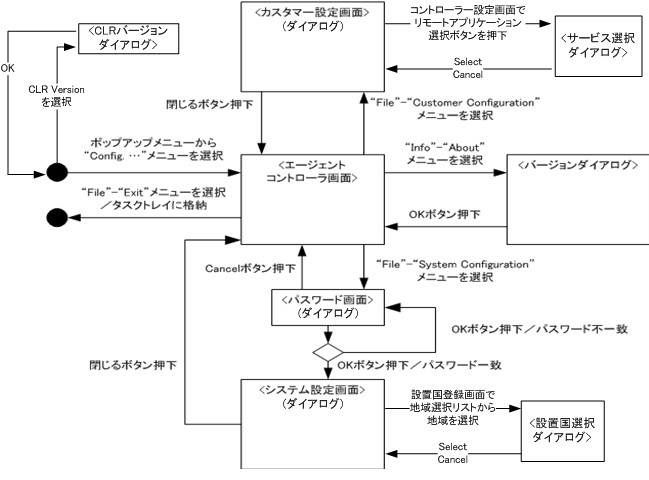 <CLRバージョン
ダイアログ>
OK
CLR Version
を選択
<カスタマー設定画面>
(ダイアログ)
コントローラー設定画面で
リモートアプリケーション
選択ボタンを押下
<サービス選択
ダイアログ>
Select
Cancel
閉じるボタン押下
“File”-“Customer Configuration”
メニューを選択
ポップアップメニューから
“Config. …”メニューを選択
<エージェント
コントローラ画面>
“Info”-“About”
メニューを選択
<バージョンダイアログ>
“File”-“Exit”メニューを選択
/タスクトレイに格納
OKボタン押下
Cancelボタン押下
“File”-“System Configuration”
メニューを選択
<パスワード画面>
(ダイアログ)
OKボタン押下/パスワード不一致
閉じるボタン押下
OKボタン押下/パスワード一致
<システム設定画面>
(ダイアログ)
設置国登録画面で
地域選択リストから
地域を選択
<設置国選択
ダイアログ>
Select
Cancel